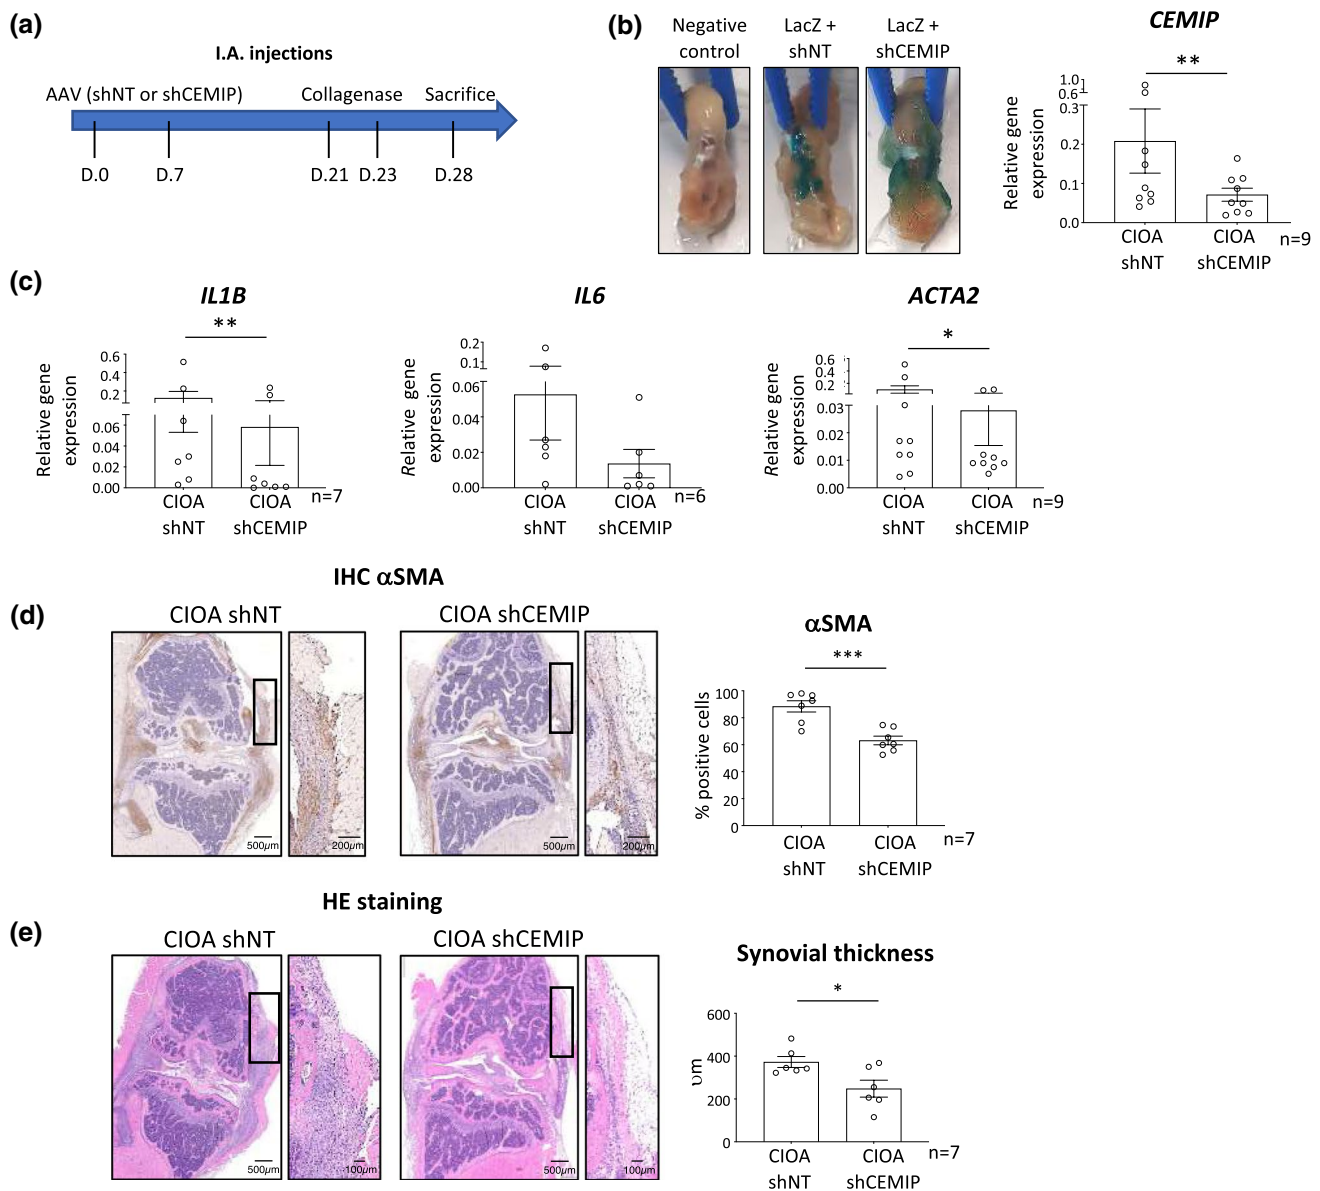 (a)
I.A. injections
AAV (shNT or shCEMIP) Collagenase Sacrifice
D.0 D.7 D.21 D.23 D.28
(b)
Negative control
LacZ + shNT
LacZ + shCEMIP
CEMIP
**
Relative gene expression
1.0
0.6
0.3
0.2
0.1
0.0
CIOA shNT
CIOA shCEMIP
n=9
(c)
IL1B
**
Relative gene expression
0.6
0.4
0.2
0.06
0.04
0.02
0.00
CIOA shNT
CIOA shCEMIP
n=7
IL6
Relative gene expression
0.2
0.1
0.06
0.04
0.02
0.00
CIOA shNT
CIOA shCEMIP
n=6
ACTA2
*
Relative gene expression
0.6
0.4
0.2
0.03
0.02
0.01
0.00
CIOA shNT
CIOA shCEMIP
n=9
IHC αSMA
(d)
CIOA shNT
500µm
200µm
CIOA shCEMIP
500µm
200µm
αSMA
***
% positive cells
100
80
60
40
20
0
CIOA shNT
CIOA shCEMIP
n=7
HE staining
(e)
CIOA shNT
500µm
100µm
CIOA shCEMIP
500µm
100µm
Synovial thickness
*
υm
600
400
200
0
CIOA shNT
CIOA shCEMIP
n=7